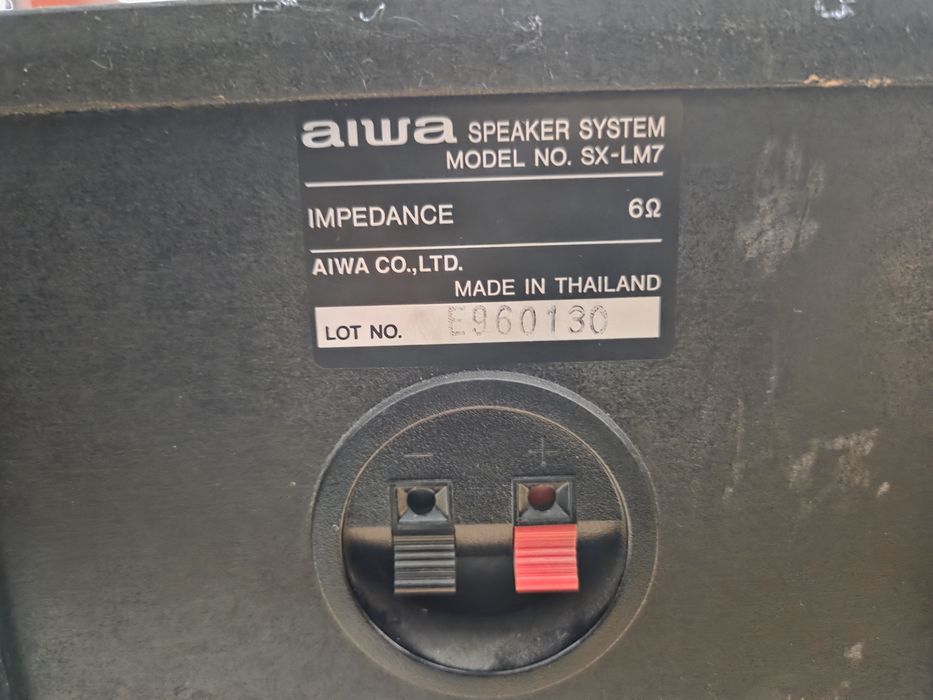 aiwa SPEAKER SYSTEM
MODEL NO. SX-LM7
IMPEDANCE 6Ω
AIWA CO.,LTD.
MADE IN THAILAND
LOT NO. E960130
− +